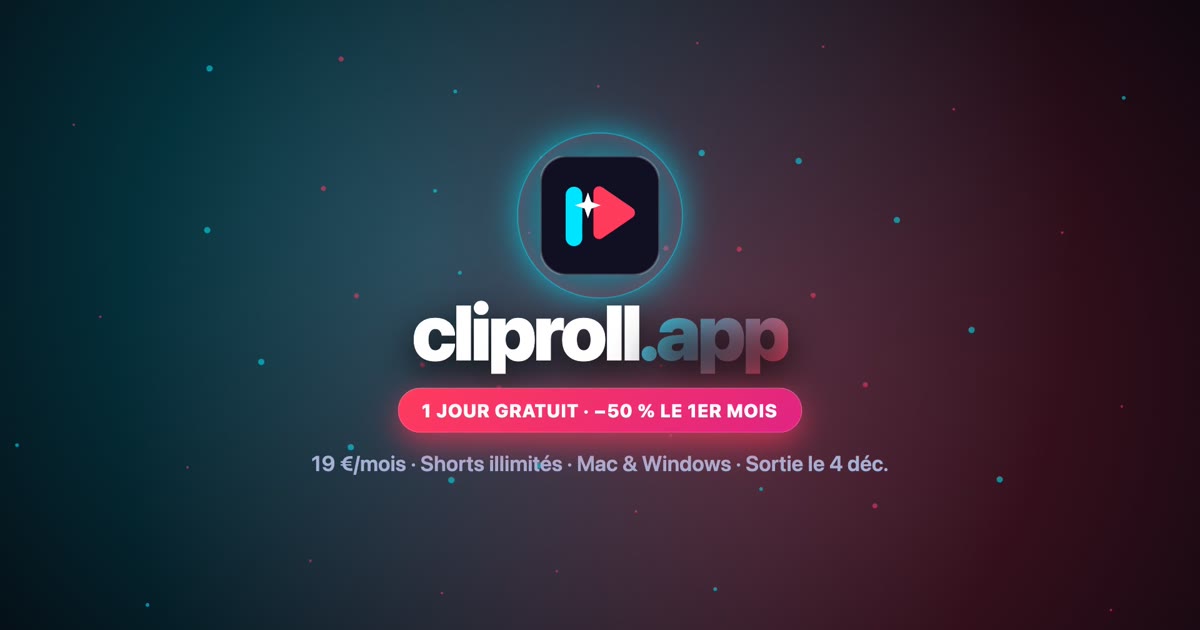 cliproll.app
1 JOUR GRATUIT · −50 % LE 1ER MOIS
19 €/mois · Shorts illimités · Mac & Windows · Sortie le 4 déc.